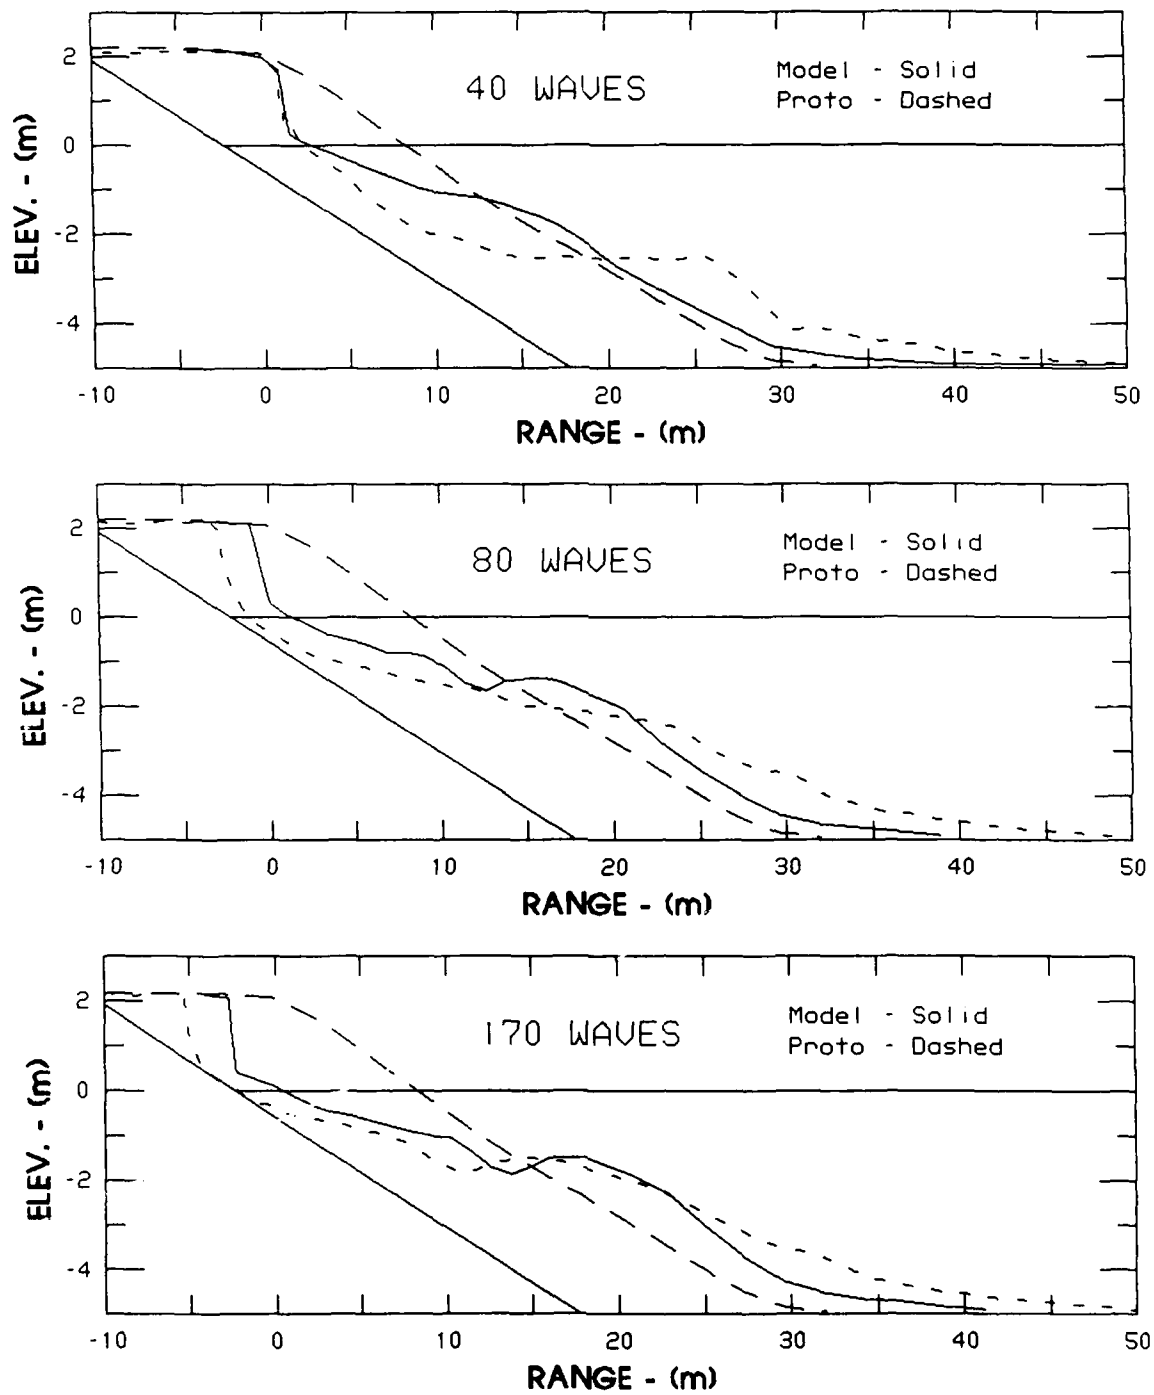 40 WAVES
Model - Solid
Proto - Dashed
ELEV. - (m)
2
0
-2
-4
-10 0 10 20 30 40 50
RANGE - (m)
80 WAVES
Model - Solid
Proto - Dashed
ELEV. - (m)
2
0
-2
-4
-10 0 10 20 30 40 50
RANGE - (m)
170 WAVES
Model - Solid
Proto - Dashed
ELEV. - (m)
2
0
-2
-4
-10 0 10 20 30 40 50
RANGE - (m)